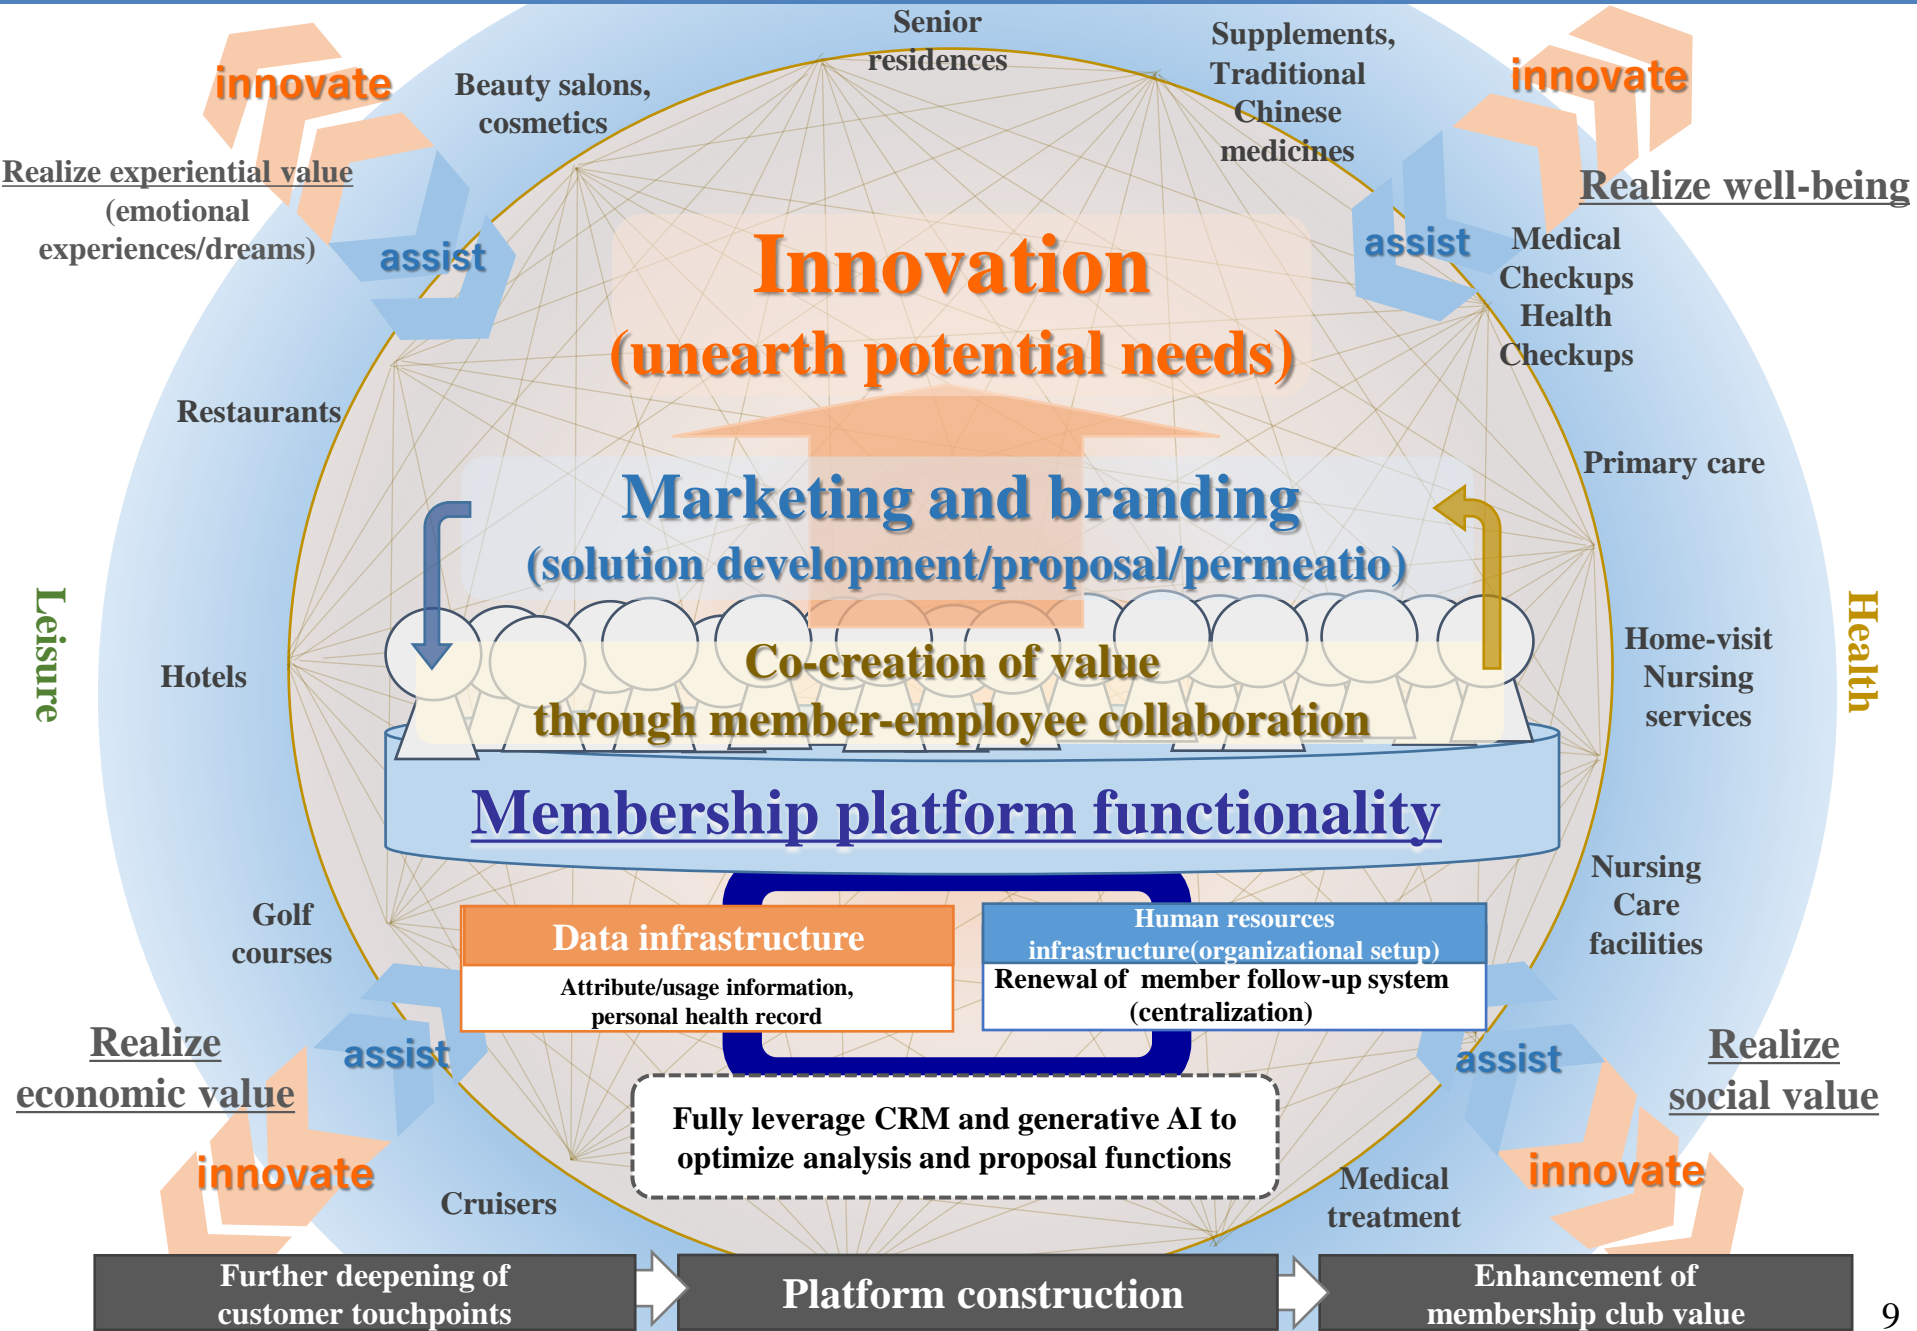 Senior
residences
Supplements,
Traditional
Chinese
medicines
innovate
innovate
Beauty salons,
cosmetics
Realize experiential value
(emotional
experiences/dreams)
assist
assist
Realize well-being
Medical
Checkups
Health
Checkups
Innovation
(unearth potential needs)
Restaurants
Primary care
Marketing and branding
(solution development/proposal/permeatio)
Leisure
Health
Hotels
Home-visit
Nursing
services
Co-creation of value
through member-employee collaboration
Membership platform functionality
Golf
courses
Nursing
Care
facilities
Data infrastructure
Attribute/usage information,
personal health record
Human resources
infrastructure(organizational setup)
Renewal of member follow-up system
(centralization)
Realize
economic value
assist
assist
Realize
social value
Fully leverage CRM and generative AI to
optimize analysis and proposal functions
innovate
innovate
Cruisers
Medical
treatment
Further deepening of
customer touchpoints
Platform construction
Enhancement of
membership club value
9